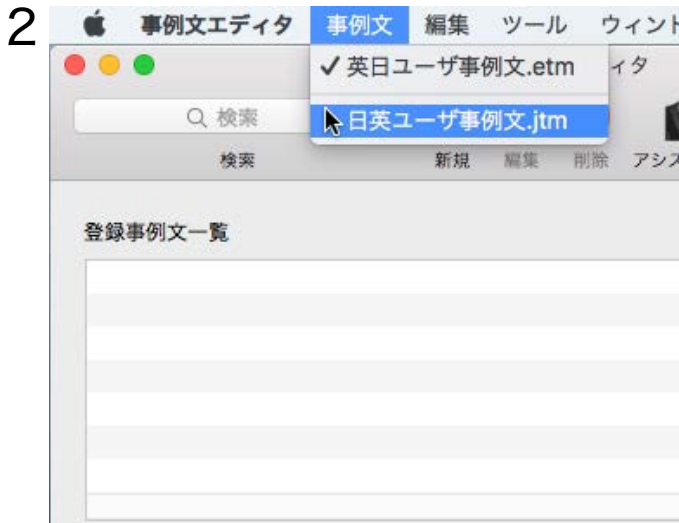 2
事例文エディタ 事例文 編集 ツール ウィント
✓ 英日ユーザ事例文.etm
ィタ
日英ユーザ事例文.jtm
検索
検索 新規 編集 削除 アシス
登録事例文一覧